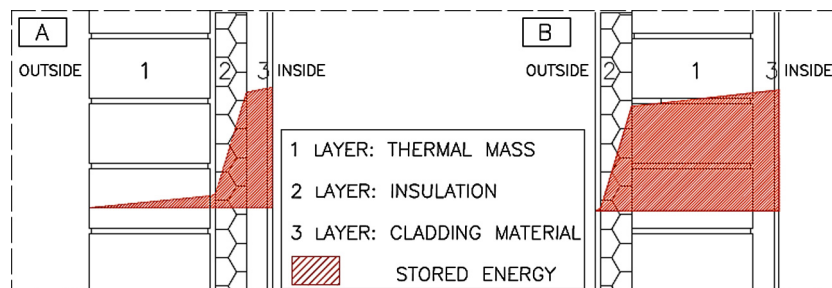 A
OUTSIDE 1 2 3 INSIDE
B
OUTSIDE 2 1 3 INSIDE
1 LAYER: THERMAL MASS
2 LAYER: INSULATION
3 LAYER: CLADDING MATERIAL
STORED ENERGY